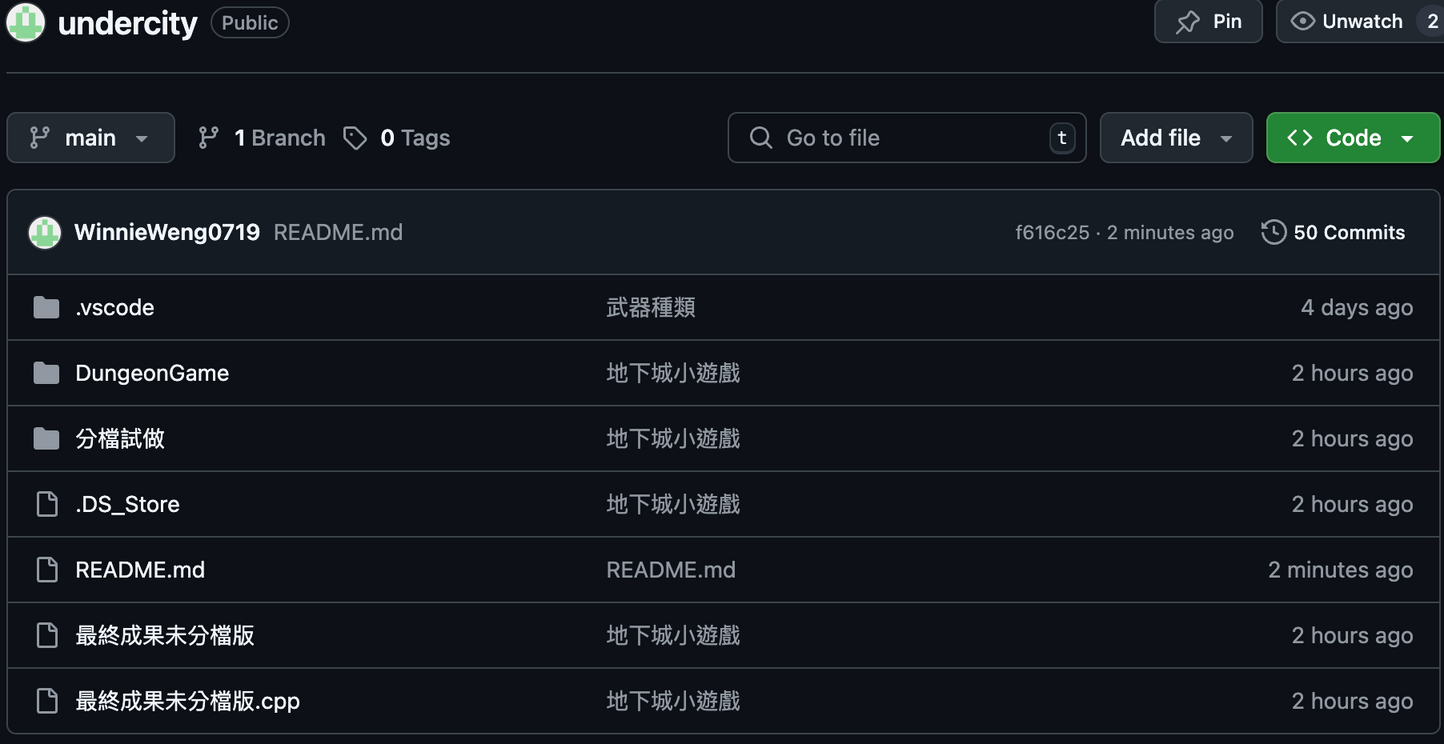 undercity Public Pin Unwatch 2
main 1 Branch 0 Tags Go to file t Add file Code
WinnieWeng0719 README.md f616c25 · 2 minutes ago 50 Commits
.vscode 武器種類 4 days ago
DungeonGame 地下城小遊戲 2 hours ago
分檔試做 地下城小遊戲 2 hours ago
.DS_Store 地下城小遊戲 2 hours ago
README.md README.md 2 minutes ago
最終成果未分檔版 地下城小遊戲 2 hours ago
最終成果未分檔版.cpp 地下城小遊戲 2 hours ago